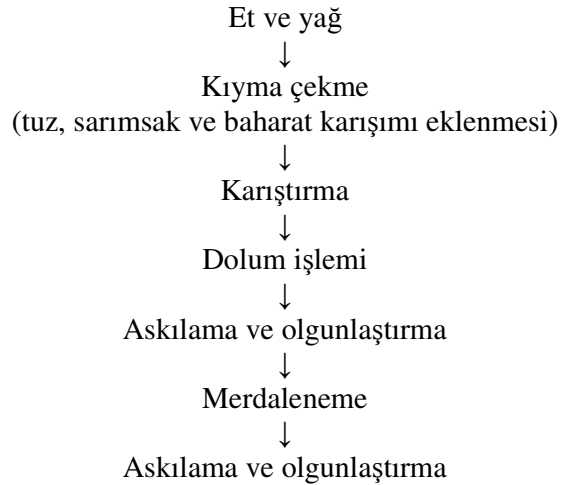 Et ve yağ
↓
Kıyma çekme
(tuz, sarımsak ve baharat karışımı eklenmesi)
↓
Karıştırma
↓
Dolum işlemi
↓
Askılama ve olgunlaştırma
↓
Merdaleneme
↓
Askılama ve olgunlaştırma